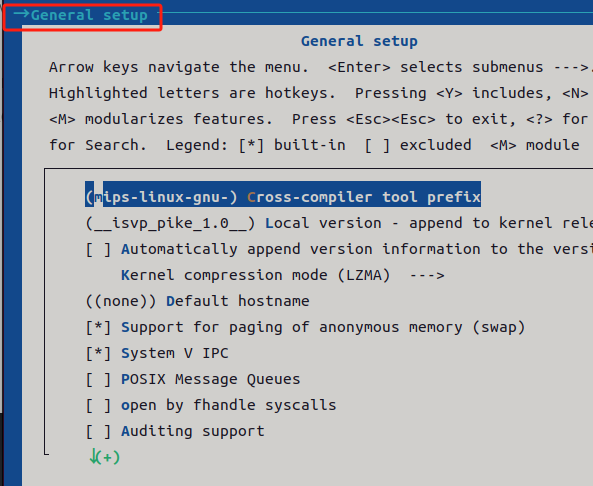 →General setup
General setup
Arrow keys navigate the menu.  <Enter> selects submenus --->.
Highlighted letters are hotkeys.  Pressing <Y> includes, <N>
<M> modularizes features.  Press <Esc><Esc> to exit, <?> for
for Search.  Legend: [*] built-in  [ ] excluded  <M> module
(mips-linux-gnu-) Cross-compiler tool prefix
(__isvp_pike_1.0__) Local version - append to kernel rele
[ ] Automatically append version information to the versi
Kernel compression mode (LZMA)  --->
((none)) Default hostname
[*] Support for paging of anonymous memory (swap)
[*] System V IPC
[ ] POSIX Message Queues
[ ] open by fhandle syscalls
[ ] Auditing support
↓(+)